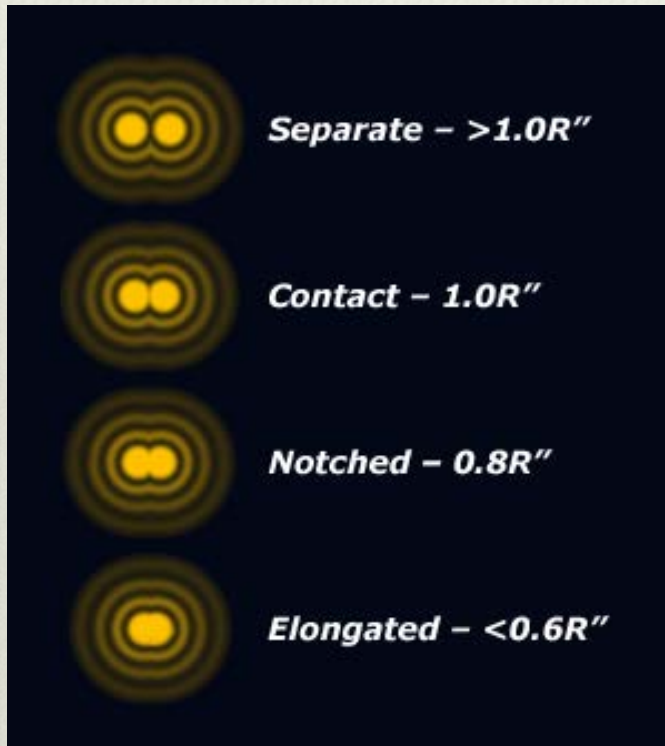 Separate – >1.0R″
Contact – 1.0R″
Notched – 0.8R″
Elongated – <0.6R″